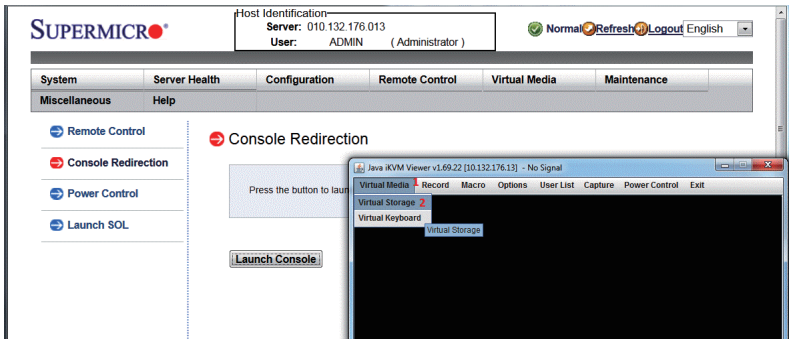 Host Identification
SUPERMICRO
Server: 010.132.176.013
User: ADMIN ( Administrator )
Normal Refresh Logout English
System Server Health Configuration Remote Control Virtual Media Maintenance
Miscellaneous Help
Remote Control
Console Redirection
Power Control
Launch SOL
Console Redirection
Press the button to laun
Launch Console
Java iKVM Viewer v1.69.22 [10.132.176.13] - No Signal
Virtual Media 1 Record Macro Options User List Capture Power Control Exit
Virtual Storage 2
Virtual Keyboard
Virtual Storage